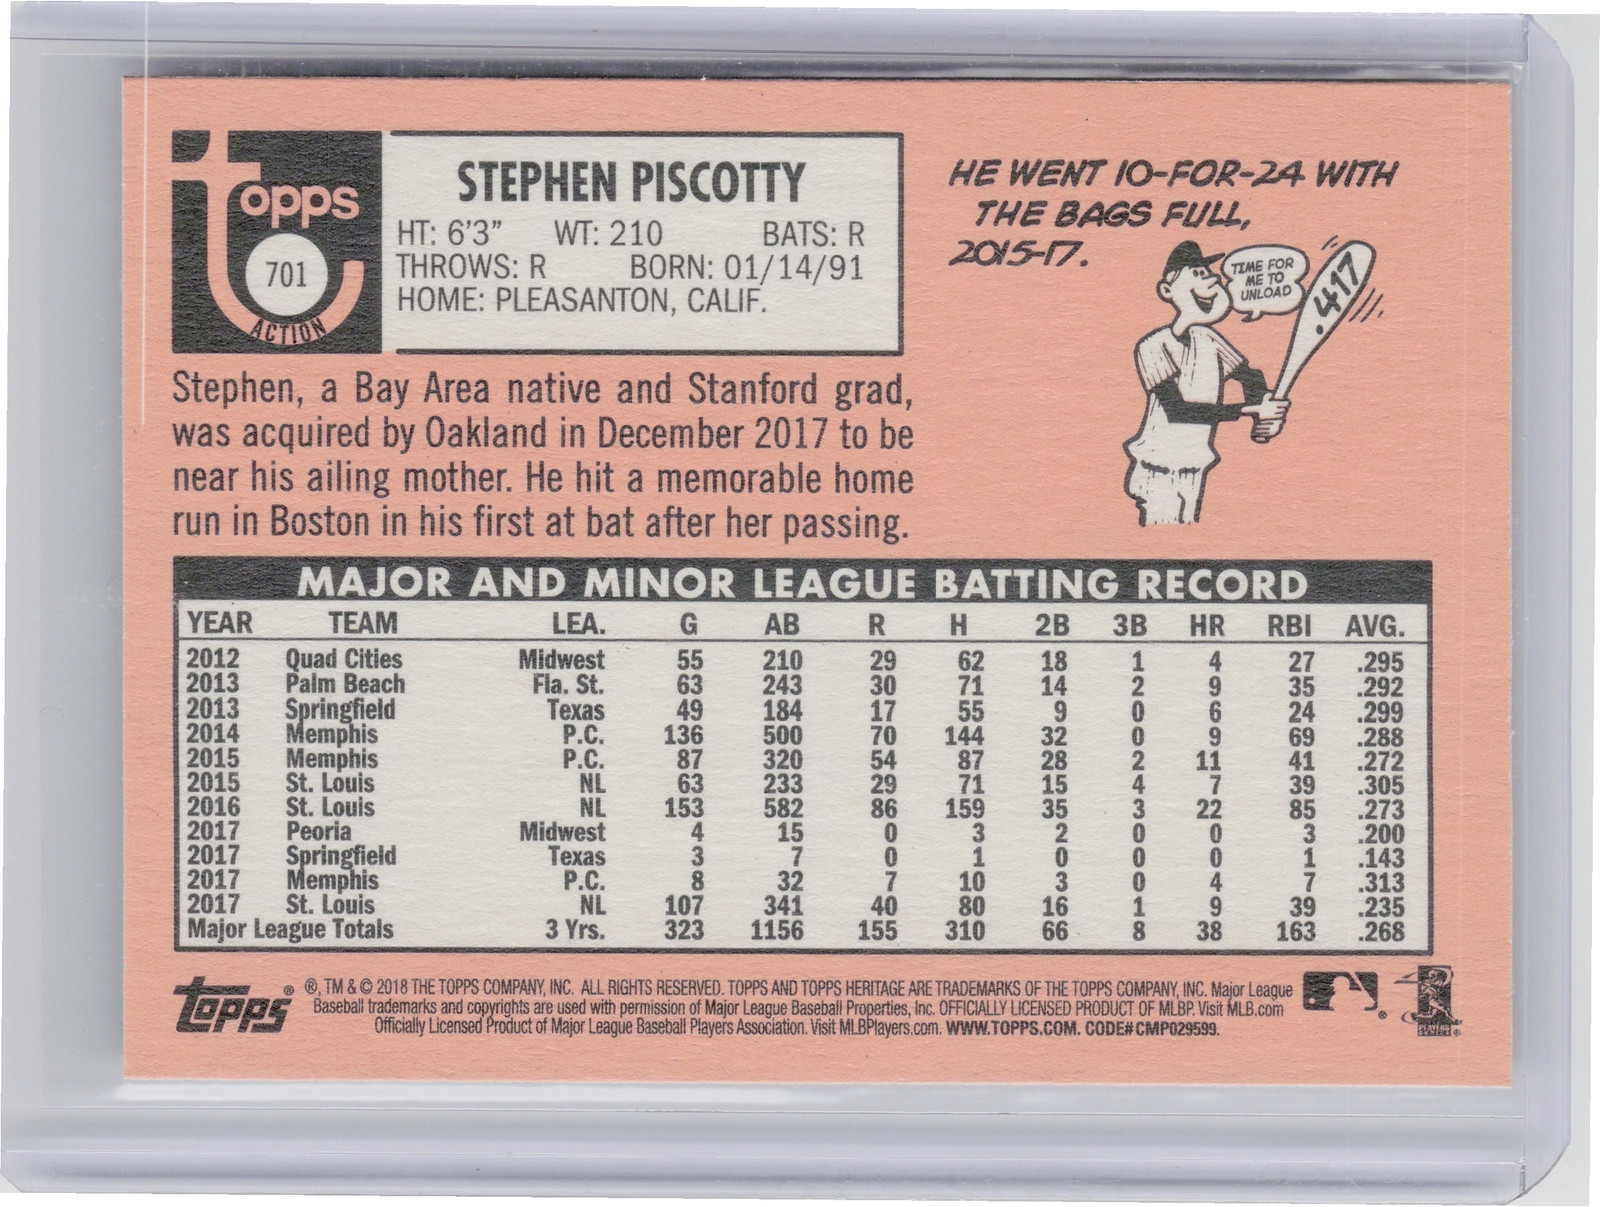 topps
701
ACTION
STEPHEN PISCOTTY
HT: 6'3" WT: 210 BATS: R
THROWS: R BORN: 01/14/91
HOME: PLEASANTON, CALIF.
HE WENT 10-FOR-24 WITH
THE BAGS FULL,
2015-17.
TIME FOR
ME TO
UNLOAD
.417
Stephen, a Bay Area native and Stanford grad,
was acquired by Oakland in December 2017 to be
near his ailing mother. He hit a memorable home
run in Boston in his first at bat after her passing.
MAJOR AND MINOR LEAGUE BATTING RECORD
YEAR TEAM LEA. G AB R H 2B 3B HR RBI AVG.
2012 Quad Cities Midwest 55 210 29 62 18 1 4 27 .295
2013 Palm Beach Fla. St. 63 243 30 71 14 2 9 35 .292
2013 Springfield Texas 49 184 17 55 9 0 6 24 .299
2014 Memphis P.C. 136 500 70 144 32 0 9 69 .288
2015 Memphis P.C. 87 320 54 87 28 2 11 41 .272
2015 St. Louis NL 63 233 29 71 15 4 7 39 .305
2016 St. Louis NL 153 582 86 159 35 3 22 85 .273
2017 Peoria Midwest 4 15 0 3 2 0 0 3 .200
2017 Springfield Texas 3 7 0 1 0 0 0 1 .143
2017 Memphis P.C. 8 32 7 10 3 0 4 7 .313
2017 St. Louis NL 107 341 40 80 16 1 9 39 .235
Major League Totals 3 Yrs. 323 1156 155 310 66 8 38 163 .268
topps®
®, TM & © 2018 THE TOPPS COMPANY, INC. ALL RIGHTS RESERVED. TOPPS AND TOPPS HERITAGE ARE TRADEMARKS OF THE TOPPS COMPANY, INC. Major League
Baseball trademarks and copyrights are used with permission of Major League Baseball Properties, Inc. OFFICIALLY LICENSED PRODUCT OF MLBP. Visit MLB.com
Officially Licensed Product of Major League Baseball Players Association. Visit MLBPlayers.com. WWW.TOPPS.COM. CODE# CMP029599.